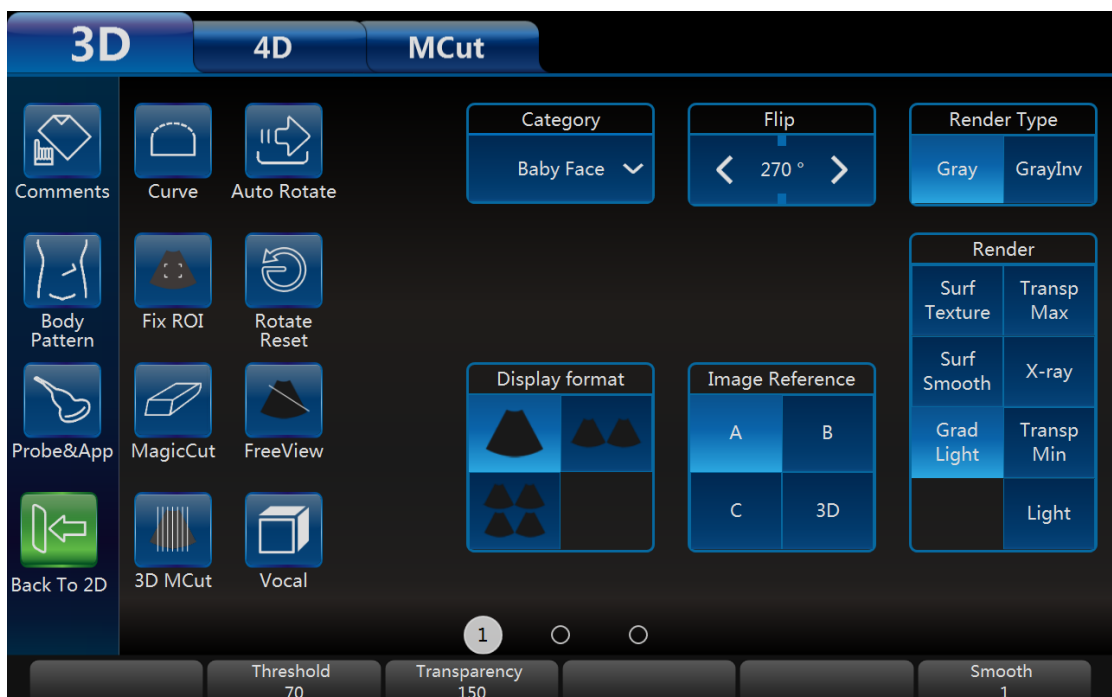 3D
4D
MCut
Comments
Curve
Auto Rotate
Category
Baby Face
Flip
270 °
Render Type
Gray
GrayInv
Body
Pattern
Fix ROI
Rotate
Reset
Render
Surf
Texture
Transp
Max
Surf
Smooth
X-ray
Grad
Light
Transp
Min
Light
Probe&App
MagicCut
FreeView
Display format
Image Reference
A
B
C
3D
Back To 2D
3D MCut
Vocal
1
Threshold
70
Transparency
150
Smooth
1